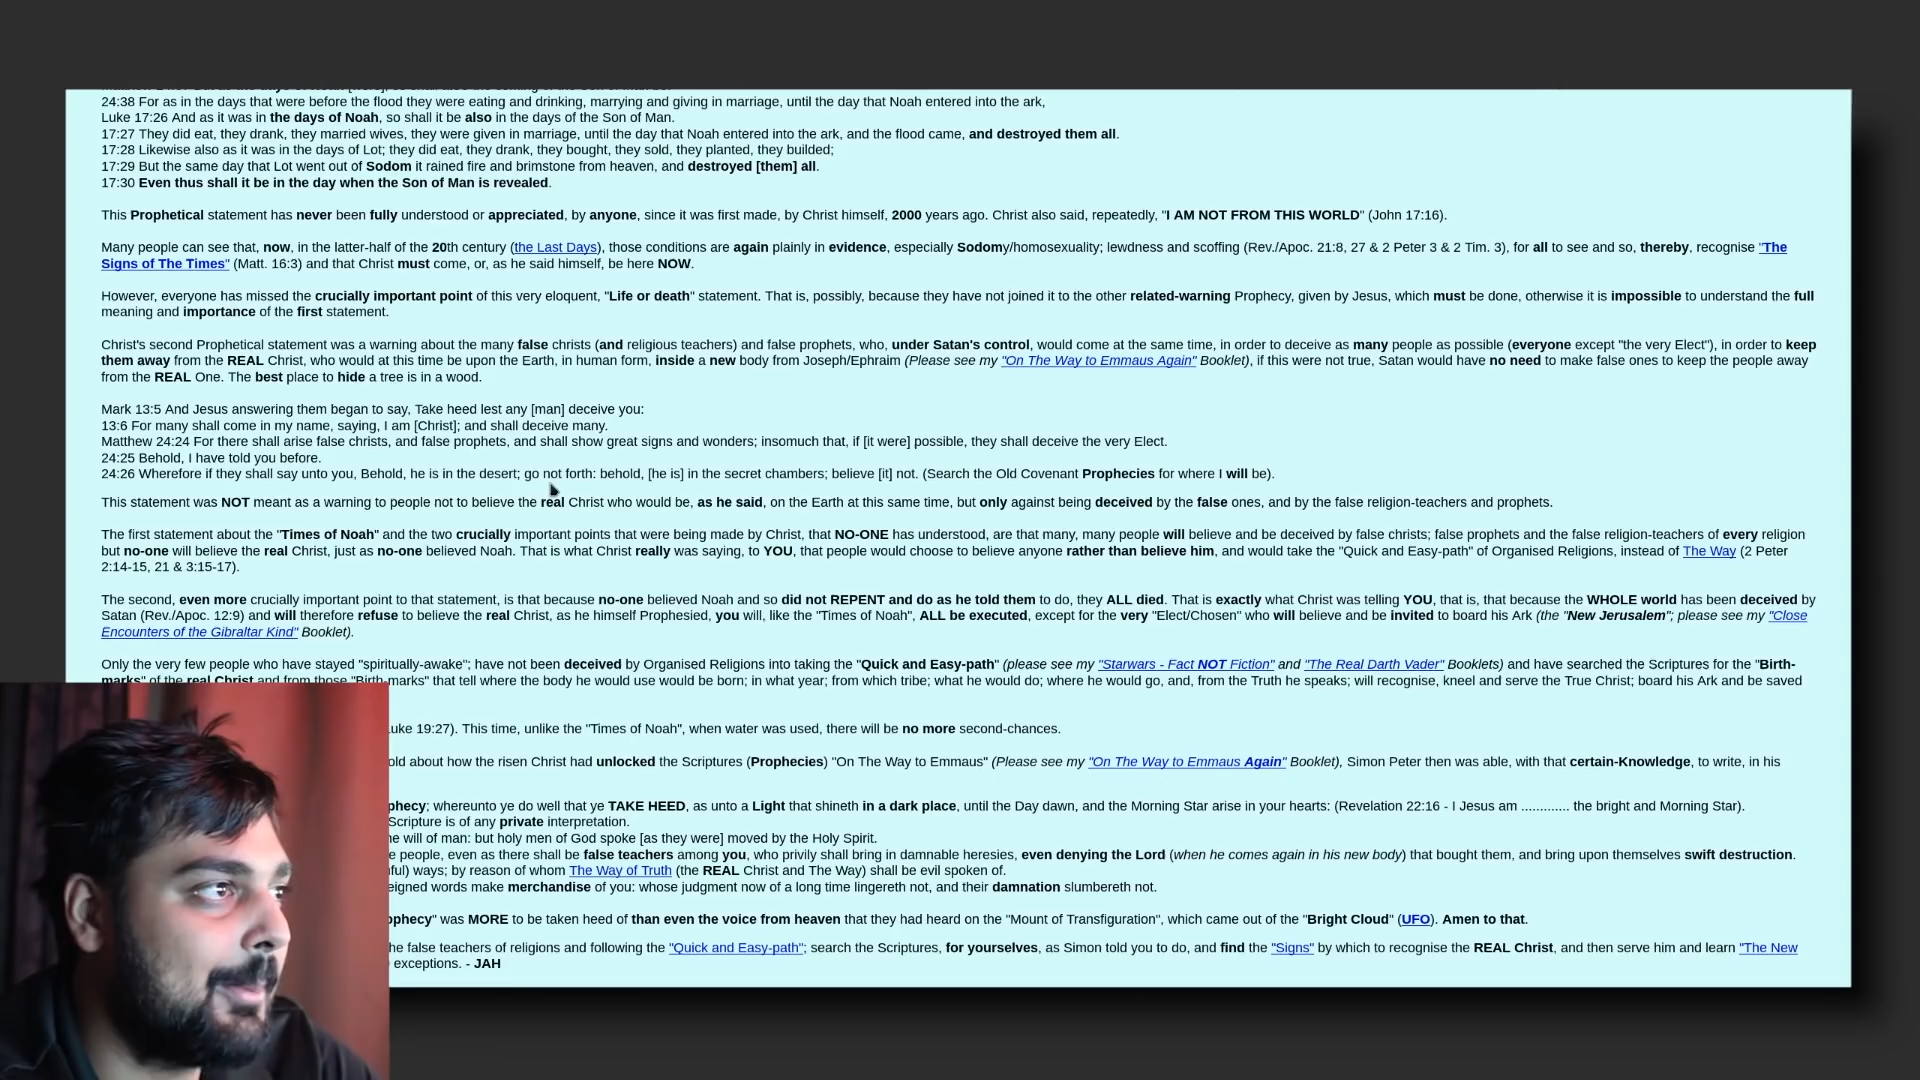 24:38 For as in the days that were before the flood they were eating and drinking, marrying and giving in marriage, until the day that Noah entered into the ark,
Luke 17:26 And as it was in the days of Noah, so shall it be also in the days of the Son of Man.
17:27 They did eat, they drank, they married wives, they were given in marriage, until the day that Noah entered into the ark, and the flood came, and destroyed them all.
17:28 Likewise also as it was in the days of Lot; they did eat, they drank, they bought, they sold, they planted, they builded;
17:29 But the same day that Lot went out of Sodom it rained fire and brimstone from heaven, and destroyed [them] all.
17:30 Even thus shall it be in the day when the Son of Man is revealed.
This Prophetical statement has never been fully understood or appreciated, by anyone, since it was first made, by Christ himself, 2000 years ago. Christ also said, repeatedly, "I AM NOT FROM THIS WORLD" (John 17:16).
Many people can see that, now, in the latter-half of the 20th century (the Last Days), those conditions are again plainly in evidence, especially Sodomy/homosexuality; lewdness and scoffing (Rev./Apoc. 21:8, 27 & 2 Peter 3 & 2 Tim. 3), for all to see and so, thereby, recognise "The
Signs of The Times" (Matt. 16:3) and that Christ must come, or, as he said himself, be here NOW.
However, everyone has missed the crucially important point of this very eloquent, "Life or death" statement. That is, possibly, because they have not joined it to the other related-warning Prophecy, given by Jesus, which must be done, otherwise it is impossible to understand the full
meaning and importance of the first statement.
Christ's second Prophetical statement was a warning about the many false christs (and religious teachers) and false prophets, who, under Satan's control, would come at the same time, in order to deceive as many people as possible (everyone except "the very Elect"), in order to keep
them away from the REAL Christ, who would at this time be upon the Earth, in human form, inside a new body from Joseph/Ephraim (Please see my "On The Way to Emmaus Again" Booklet), if this were not true, Satan would have no need to make false ones to keep the people away
from the REAL One. The best place to hide a tree is in a wood.
Mark 13:5 And Jesus answering them began to say, Take heed lest any [man] deceive you:
13:6 For many shall come in my name, saying, I am [Christ]; and shall deceive many.
Matthew 24:24 For there shall arise false christs, and false prophets, and shall show great signs and wonders; insomuch that, if [it were] possible, they shall deceive the very Elect.
24:25 Behold, I have told you before.
24:26 Wherefore if they shall say unto you, Behold, he is in the desert; go not forth: behold, [he is] in the secret chambers; believe [it] not. (Search the Old Covenant Prophecies for where I will be).
This statement was NOT meant as a warning to people not to believe the real Christ who would be, as he said, on the Earth at this same time, but only against being deceived by the false ones, and by the false religion-teachers and prophets.
The first statement about the "Times of Noah" and the two crucially important points that were being made by Christ, that NO-ONE has understood, are that many, many people will believe and be deceived by false christs; false prophets and the false religion-teachers of every religion
but no-one will believe the real Christ, just as no-one believed Noah. That is what Christ really was saying, to YOU, that people would choose to believe anyone rather than believe him, and would take the "Quick and Easy-path" of Organised Religions, instead of The Way (2 Peter
2:14-15, 21 & 3:15-17).
The second, even more crucially important point to that statement, is that because no-one believed Noah and so did not REPENT and do as he told them to do, they ALL died. That is exactly what Christ was telling YOU, that is, that because the WHOLE world has been deceived by
Satan (Rev./Apoc. 12:9) and will therefore refuse to believe the real Christ, as he himself Prophesied, you will, like the "Times of Noah", ALL be executed, except for the very "Elect/Chosen" who will believe and be invited to board his Ark (the "New Jerusalem"; please see my "Close
Encounters of the Gibraltar Kind" Booklet).
Only the very few people who have stayed "spiritually-awake"; have not been deceived by Organised Religions into taking the "Quick and Easy-path" (please see my "Starwars - Fact NOT Fiction" and "The Real Darth Vader" Booklets) and have searched the Scriptures for the "Birth-
marks" of the real Christ and from those "Birth-marks" that tell where the body he would use would be born; in what year; from which tribe; what he would do; where he would go, and, from the Truth he speaks; will recognise, kneel and serve the True Christ; board his Ark and be saved
uke 19:27). This time, unlike the "Times of Noah", when water was used, there will be no more second-chances.
old about how the risen Christ had unlocked the Scriptures (Prophecies) "On The Way to Emmaus" (Please see my "On The Way to Emmaus Again" Booklet), Simon Peter then was able, with that certain-Knowledge, to write, in his
phecy; whereunto ye do well that ye TAKE HEED, as unto a Light that shineth in a dark place, until the Day dawn, and the Morning Star arise in your hearts: (Revelation 22:16 - I Jesus am ............. the bright and Morning Star).
Scripture is of any private interpretation.
he will of man: but holy men of God spoke [as they were] moved by the Holy Spirit.
e people, even as there shall be false teachers among you, who privily shall bring in damnable heresies, even denying the Lord (when he comes again in his new body) that bought them, and bring upon themselves swift destruction.
ful) ways; by reason of whom The Way of Truth (the REAL Christ and The Way) shall be evil spoken of.
eigned words make merchandise of you: whose judgment now of a long time lingereth not, and their damnation slumbereth not.
ophecy" was MORE to be taken heed of than even the voice from heaven that they had heard on the "Mount of Transfiguration", which came out of the "Bright Cloud" (UFO). Amen to that.
he false teachers of religions and following the "Quick and Easy-path"; search the Scriptures, for yourselves, as Simon told you to do, and find the "Signs" by which to recognise the REAL Christ, and then serve him and learn "The New
exceptions. - JAH